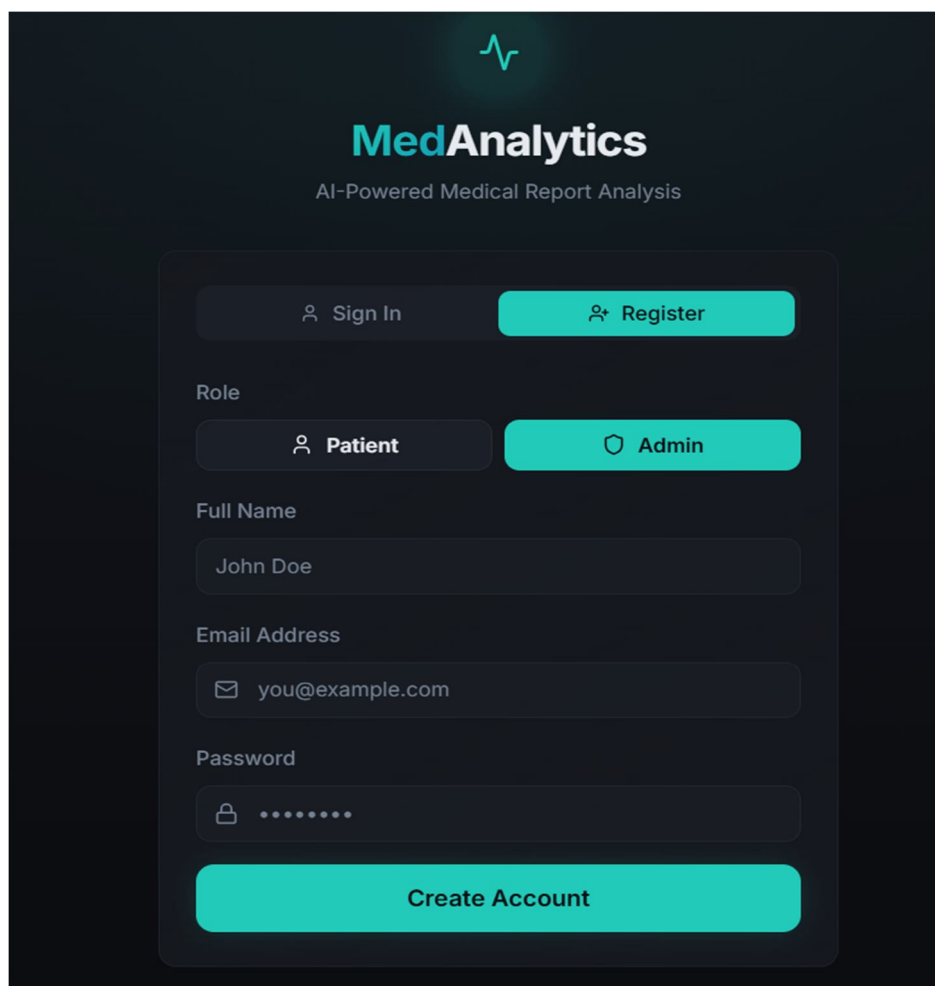 MedAnalytics
AI-Powered Medical Report Analysis
Sign In Register
Role
Patient Admin
Full Name
John Doe
Email Address
you@example.com
Password
••••••••
Create Account